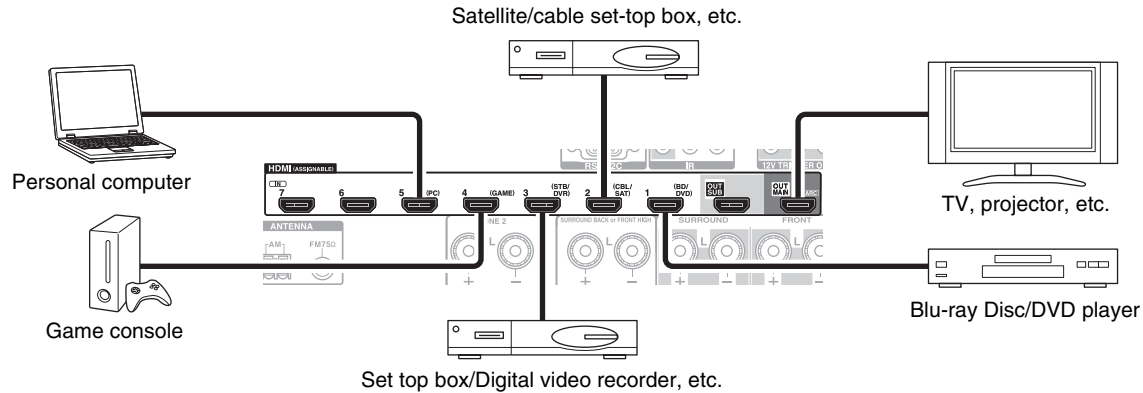 Satellite/cable set-top box, etc.
Personal computer
TV, projector, etc.
HDMI (ASSIGNABLE)
IN
7
6
5 (PC)
4 (GAME)
3 (STB/
DVR)
2 (CBL/
SAT)
1 (BD/
DVD)
OUT
SUB
OUT
MAIN
ARC
IR
12V
ANTENNA
AM
FM75Ω
SURROUND BACK or FRONT HIGH
SURROUND
FRONT
L
L
L
L
+ −
+ −
+ −
+ −
Game console
Blu-ray Disc/DVD player
Set top box/Digital video recorder, etc.